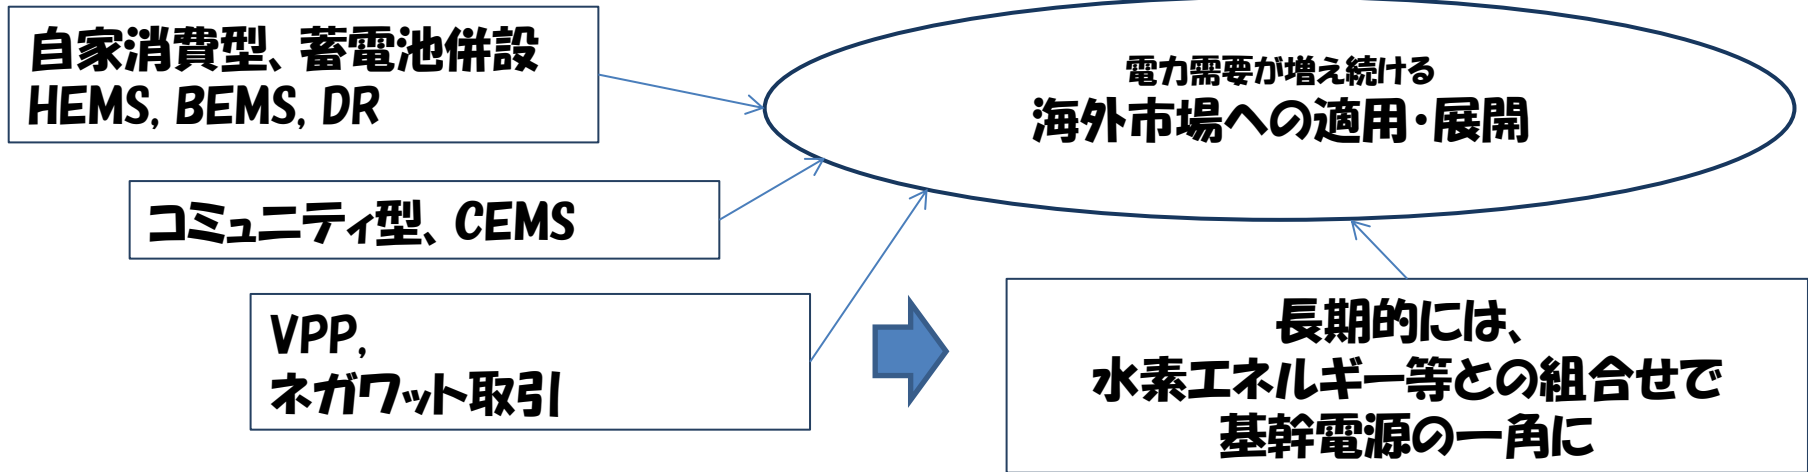 自家消費型、蓄電池併設
HEMS, BEMS, DR
電力需要が増え続ける
海外市場への適用・展開
コミュニティ型、CEMS
VPP,
ネガワット取引
長期的には、
水素エネルギー等との組合せで
基幹電源の一角に